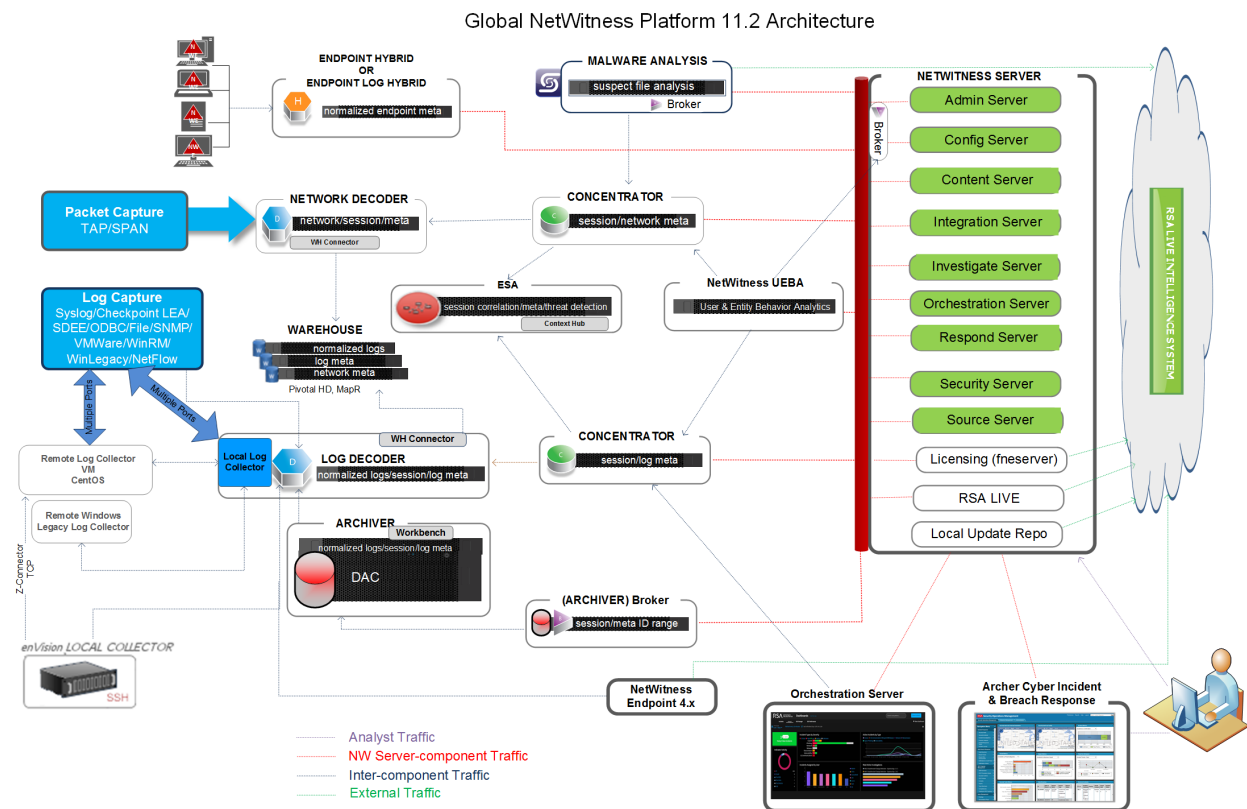 Global NetWitness Platform 11.2 Architecture
ENDPOINT HYBRID
OR
ENDPOINT LOG HYBRID
normalized endpoint meta
H
N
N
N
NW
MALWARE ANALYSIS
suspect file analysis
Broker
NETWITNESS SERVER
Broker
Admin Server
Config Server
Content Server
Integration Server
Investigate Server
Orchestration Server
Respond Server
Security Server
Source Server
Licensing (fneserver)
RSA LIVE
Local Update Repo
RSA LIVE INTELLIGENCE SYSTEM
Packet Capture
TAP/SPAN
NETWORK DECODER
D
network/session/meta
WH Connector
CONCENTRATOR
C
session/network meta
ESA
session correlation/meta/threat detection
Context Hub
NetWitness UEBA
User & Entity Behavior Analytics
Log Capture
Syslog/Checkpoint LEA/
SDEE/ODBC/File/SNMP/
VMWare/WinRM/
WinLegacy/NetFlow
WAREHOUSE
W
normalized logs
W
log meta
W
network meta
Pivotal HD, MapR
Multiple Ports
Multiple Ports
Remote Log Collector
VM
CentOS
Remote Windows
Legacy Log Collector
WH Connector
Local Log
Collector
D
LOG DECODER
normalized logs/session/log meta
CONCENTRATOR
C
session/log meta
ARCHIVER
Workbench
normalized logs/session/log meta
DAC
(ARCHIVER) Broker
session/meta ID range
Z-Connector
TCP
enVision LOCAL COLLECTOR
SSH
NetWitness
Endpoint 4.x
Orchestration Server
RSA
Archer Cyber Incident
& Breach Response
Analyst Traffic
NW Server-component Traffic
Inter-component Traffic
External Traffic